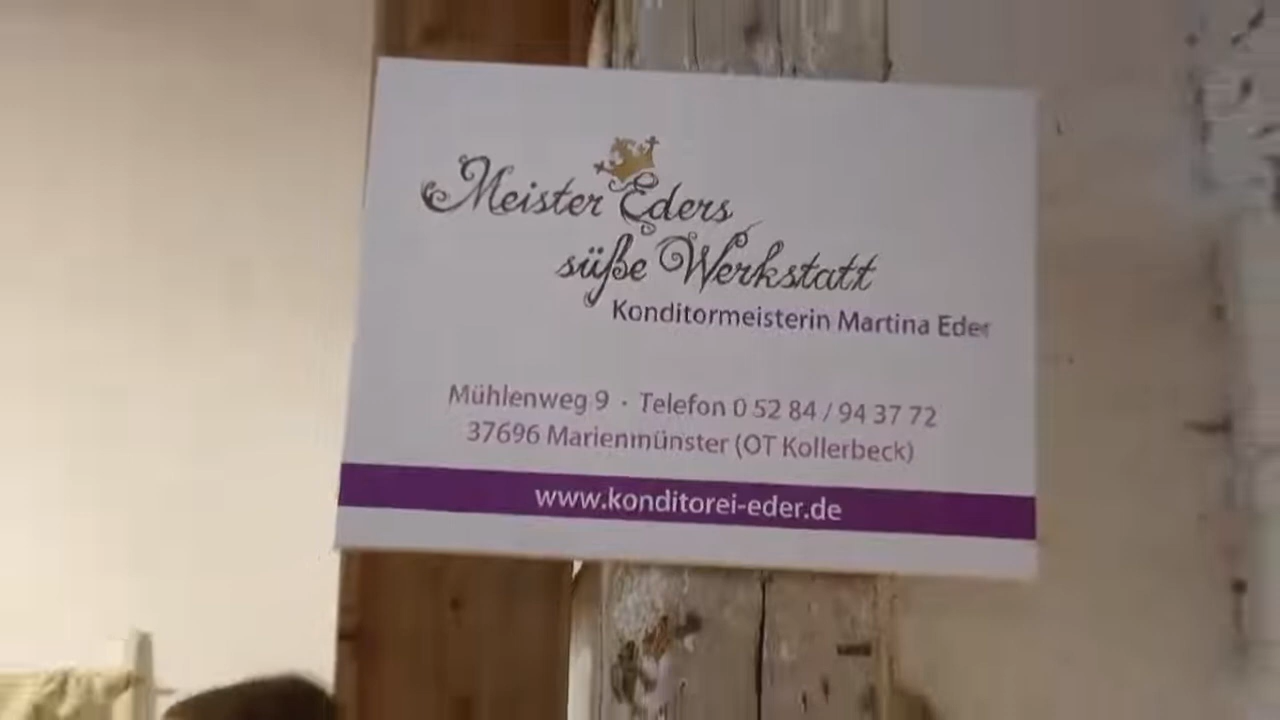 Meister Eders
süße Werkstatt
Konditormeisterin Martina Eder
Mühlenweg 9 · Telefon 0 52 84 / 94 37 72
37696 Marienmünster (OT Kollerbeck)
www.konditorei-eder.de